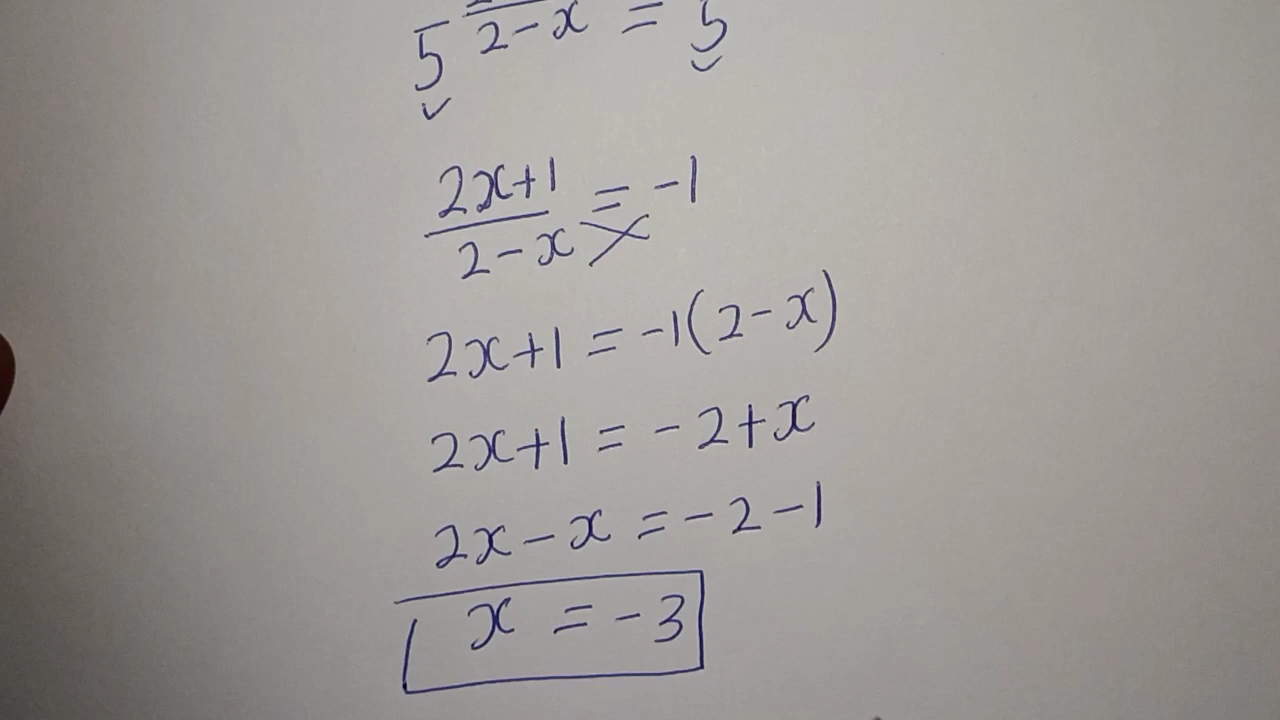 5 2-x = 5
2x+1 = -1
2-x
2x+1 = -1(2-x)
2x+1 = -2+x
2x-x = -2-1
x = -3